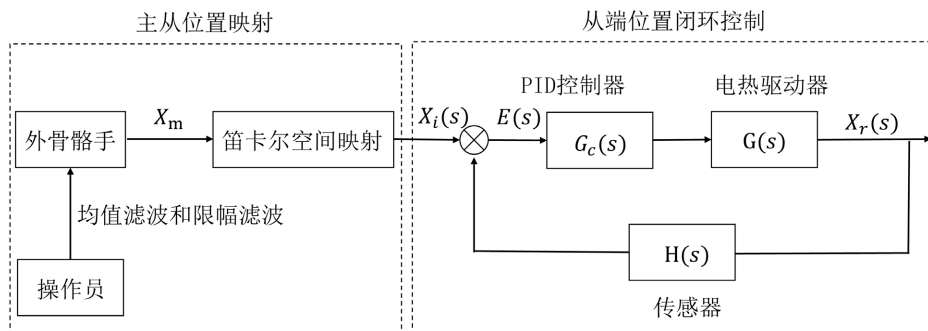 主从位置映射
从端位置闭环控制
PID控制器
电热驱动器
外骨骼手
X_m
笛卡尔空间映射
X_i(s)
E(s)
G_c(s)
G(s)
X_r(s)
均值滤波和限幅滤波
操作员
H(s)
传感器